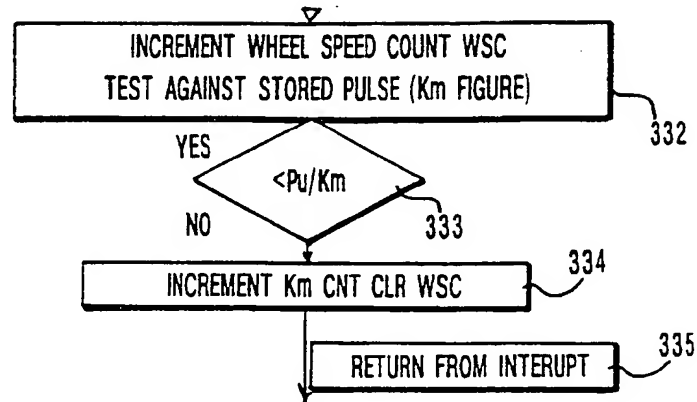 INCREMENT WHEEL SPEED COUNT WSC
TEST AGAINST STORED PULSE (Km FIGURE)
332
YES
<Pu/Km
333
NO
334
INCREMENT Km CNT CLR WSC
335
RETURN FROM INTERUPT